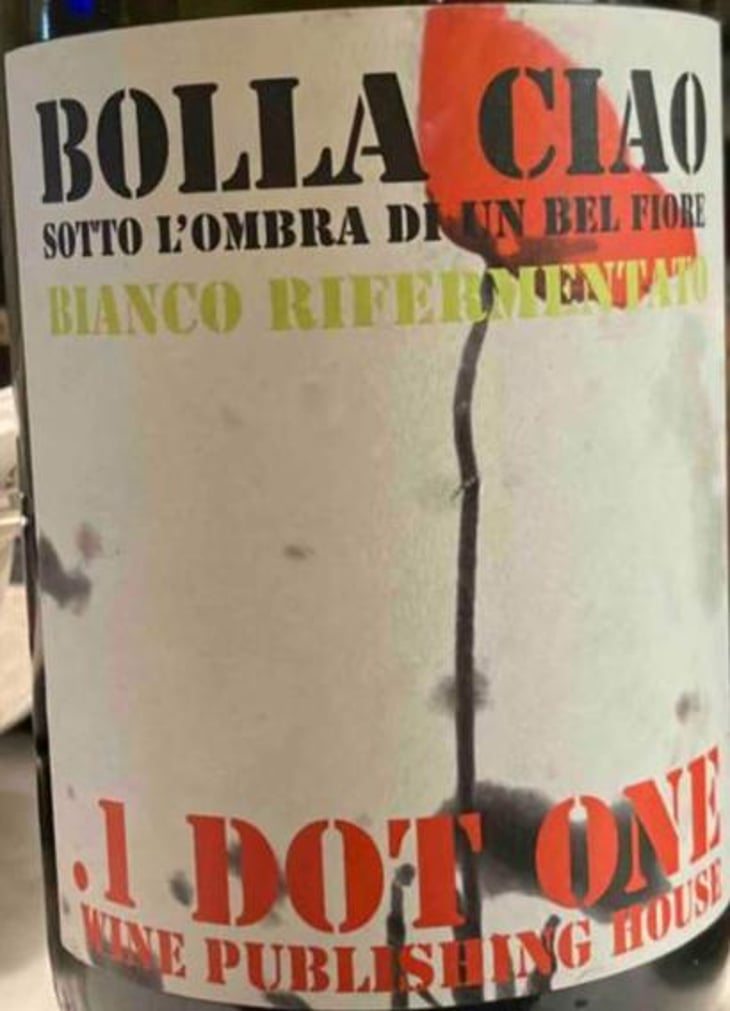 BOLLA CIAO
SOTTO L'OMBRA DI UN BEL FIORE
BIANCO RIFERMENTATO
.1 DOT ONE
WINE PUBLISHING HOUSE